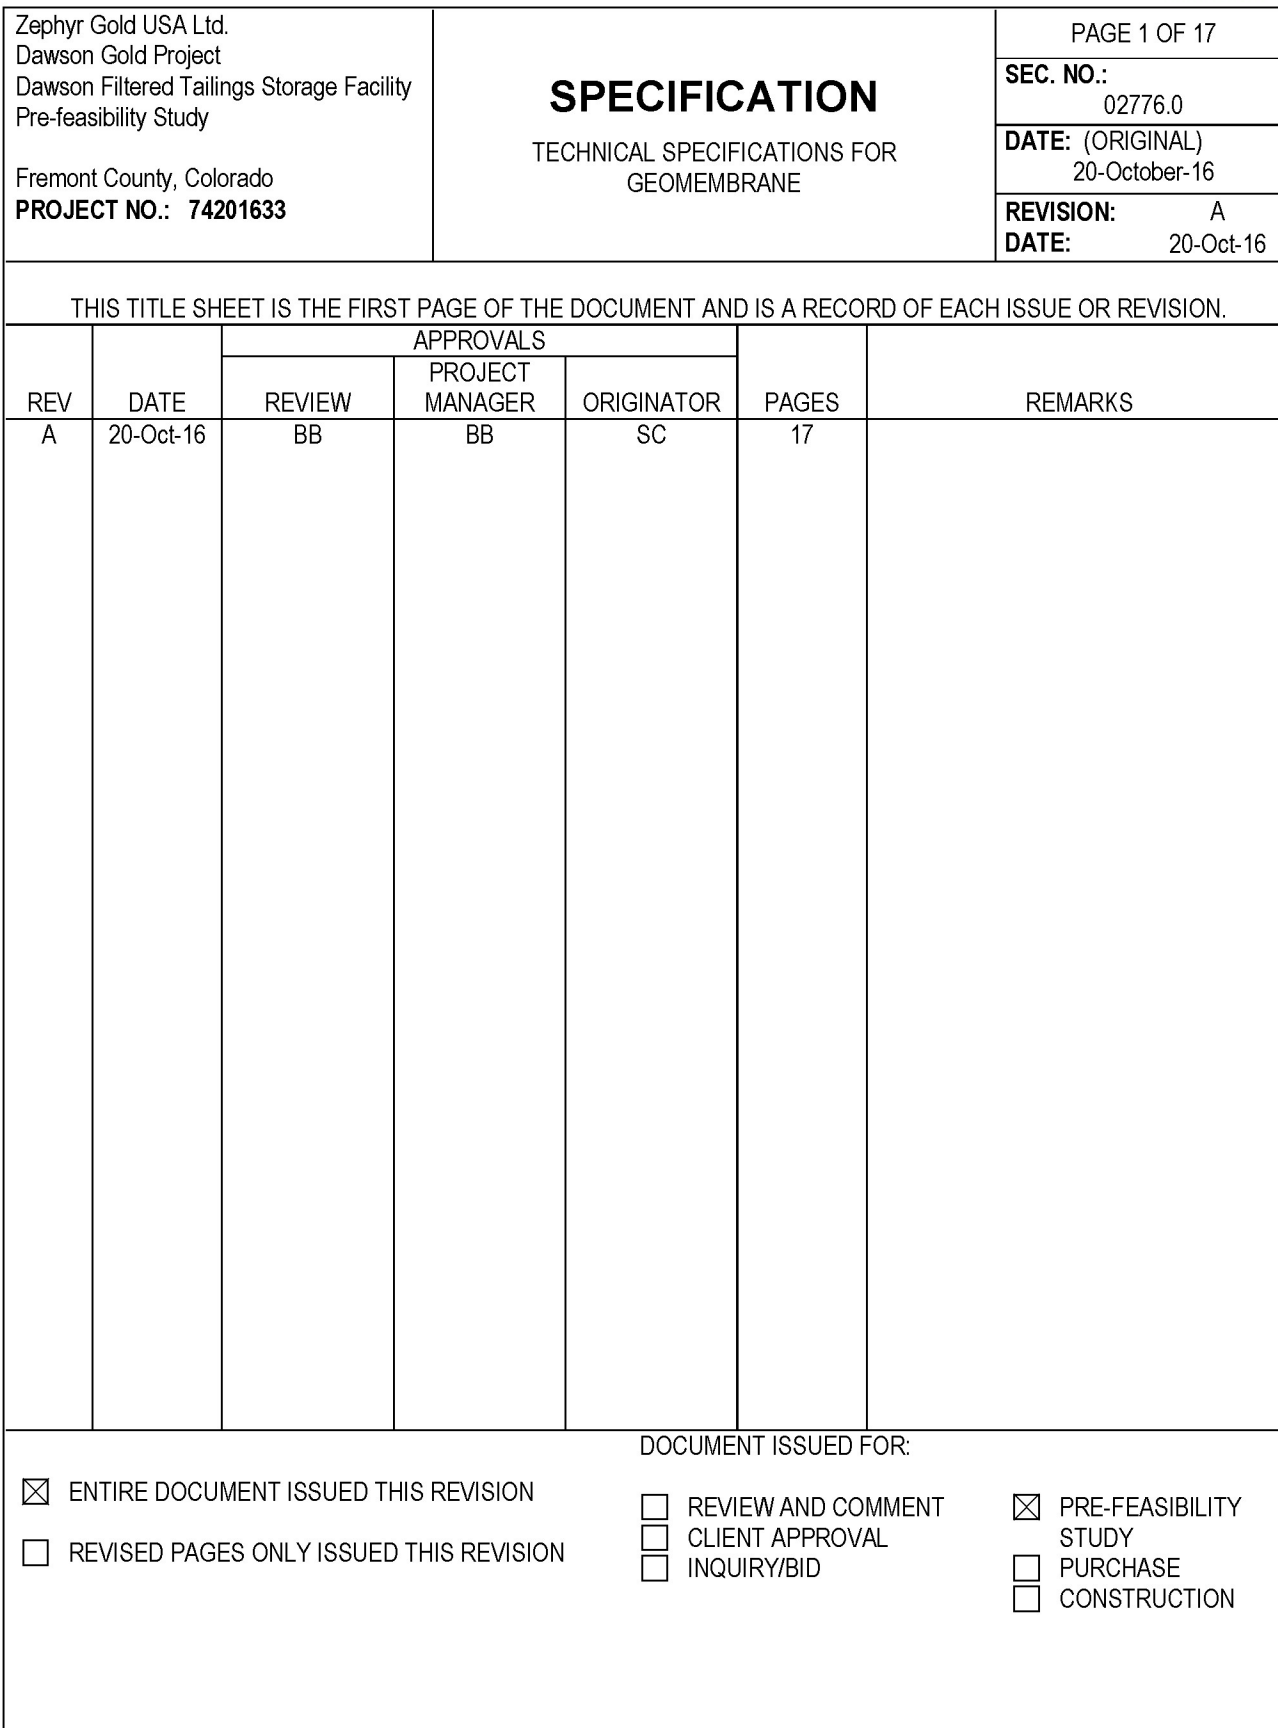 Zephyr Gold USA Ltd.
Dawson Gold Project
Dawson Filtered Tailings Storage Facility
Pre-feasibility Study
Fremont County, Colorado
PROJECT NO.: 74201633
SPECIFICATION
TECHNICAL SPECIFICATIONS FOR
GEOMEMBRANE
PAGE 1 OF 17
SEC. NO.:
02776.0
DATE: (ORIGINAL)
20-October-16
REVISION: A
DATE: 20-Oct-16
THIS TITLE SHEET IS THE FIRST PAGE OF THE DOCUMENT AND IS A RECORD OF EACH ISSUE OR REVISION.
APPROVALS
PROJECT
REV DATE REVIEW MANAGER ORIGINATOR PAGES REMARKS
A 20-Oct-16 BB BB SC 17
DOCUMENT ISSUED FOR:
ENTIRE DOCUMENT ISSUED THIS REVISION
REVISED PAGES ONLY ISSUED THIS REVISION
REVIEW AND COMMENT
CLIENT APPROVAL
INQUIRY/BID
PRE-FEASIBILITY
STUDY
PURCHASE
CONSTRUCTION